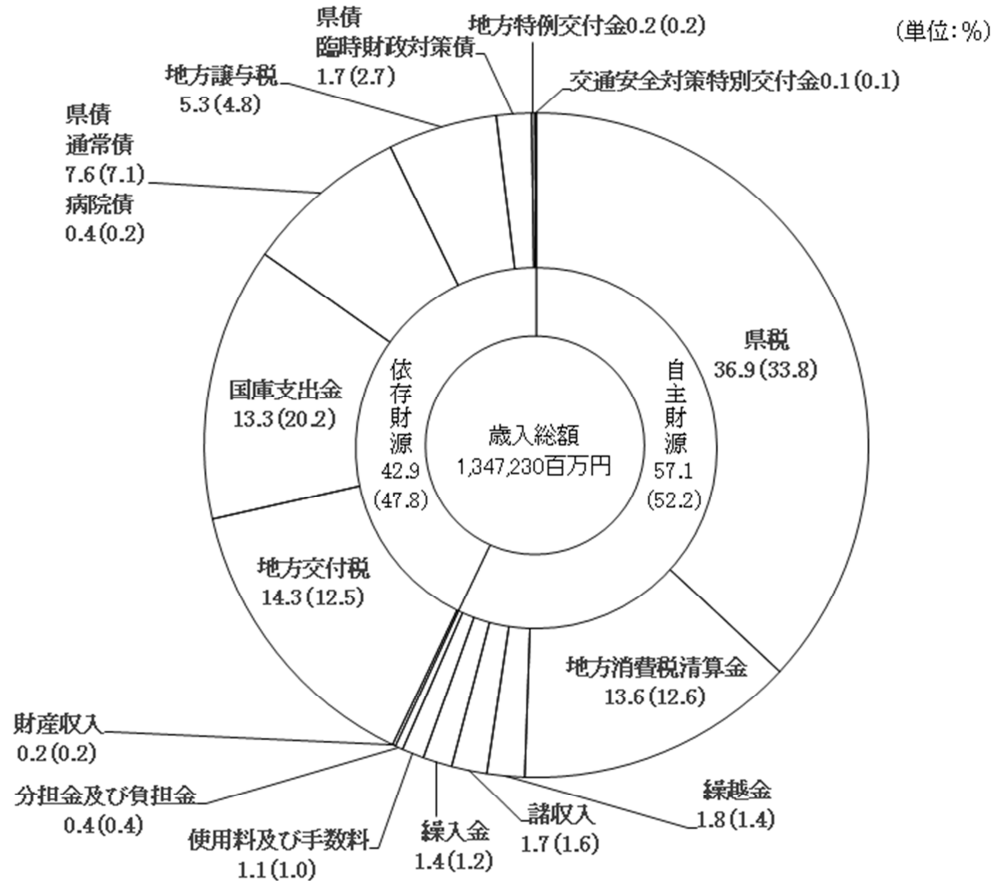 (単位:%)
県債
臨時財政対策債
1.7(2.7)
地方特例交付金0.2(0.2)
交通安全対策特別交付金0.1(0.1)
地方譲与税
5.3(4.8)
県債
通常債
7.6(7.1)
病院債
0.4(0.2)
県税
36.9(33.8)
国庫支出金
13.3(20.2)
依存財源
42.9
(47.8)
自主財源
57.1
(52.2)
歳入総額
1,347,230百万円
地方交付税
14.3(12.5)
地方消費税清算金
13.6(12.6)
財産収入
0.2(0.2)
分担金及び負担金
0.4(0.4)
使用料及び手数料
1.1(1.0)
繰入金
1.4(1.2)
諸収入
1.7(1.6)
繰越金
1.8(1.4)